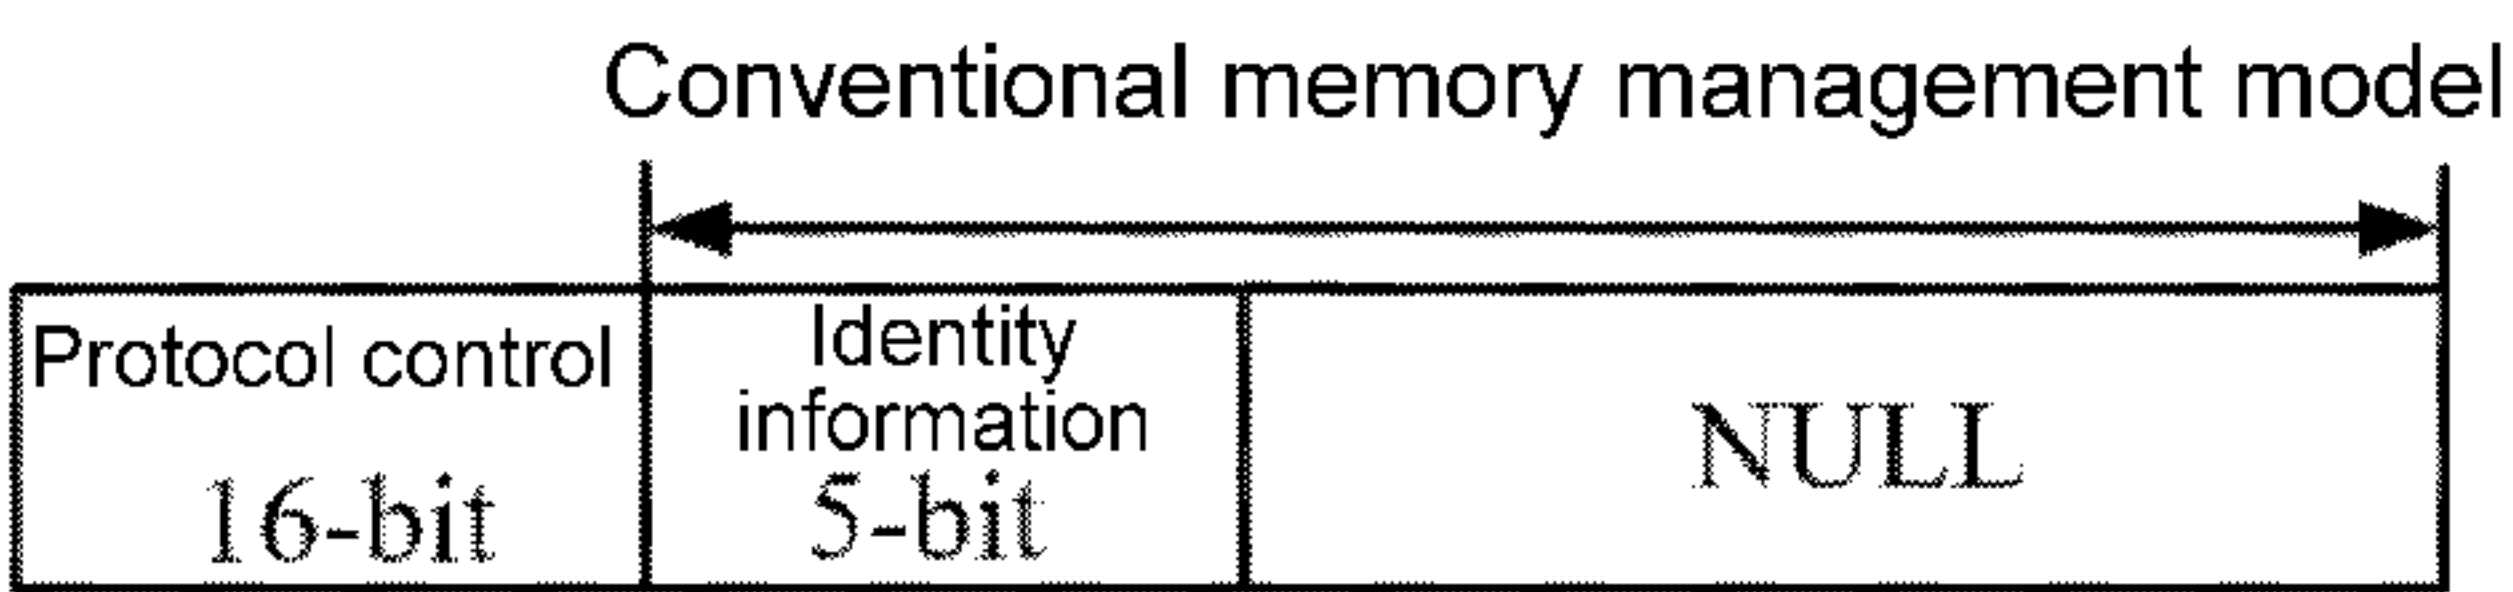 Conventional memory management model
Protocol control
16-bit
Identity
information
5-bit
NULL